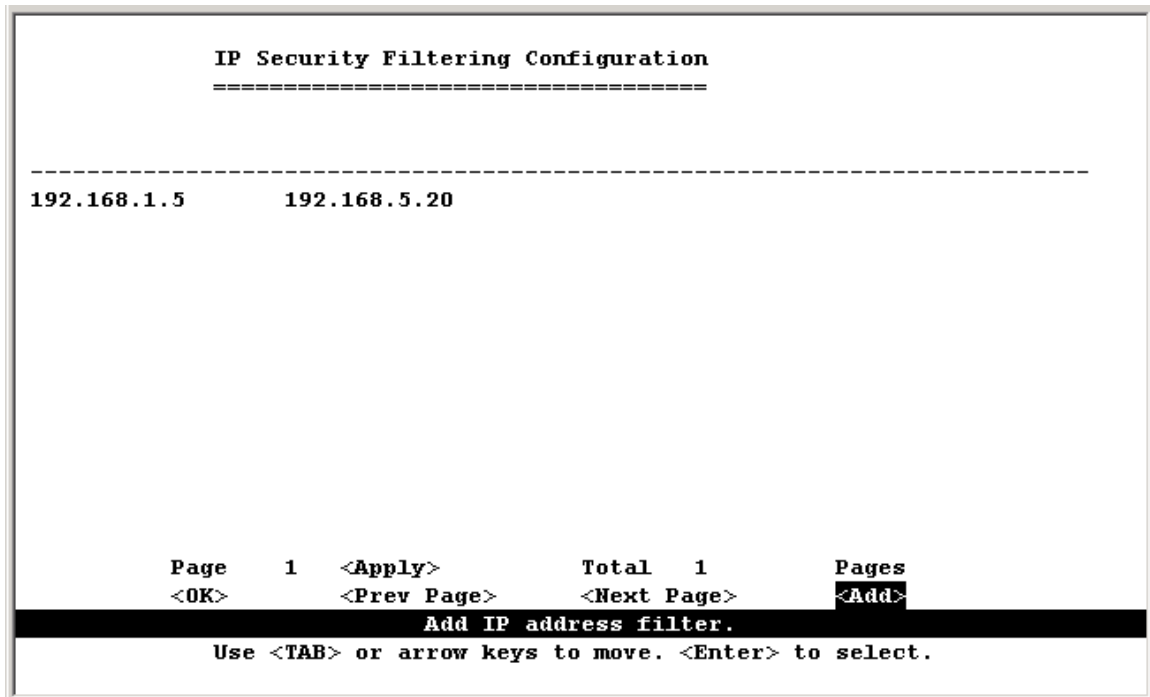 IP Security Filtering Configuration
===================================
---------------------------------------------------------------------------
192.168.1.5 192.168.5.20
Page 1 <Apply> Total 1 Pages
<OK> <Prev Page> <Next Page> <Add>
Add IP address filter.
Use <TAB> or arrow keys to move. <Enter> to select.